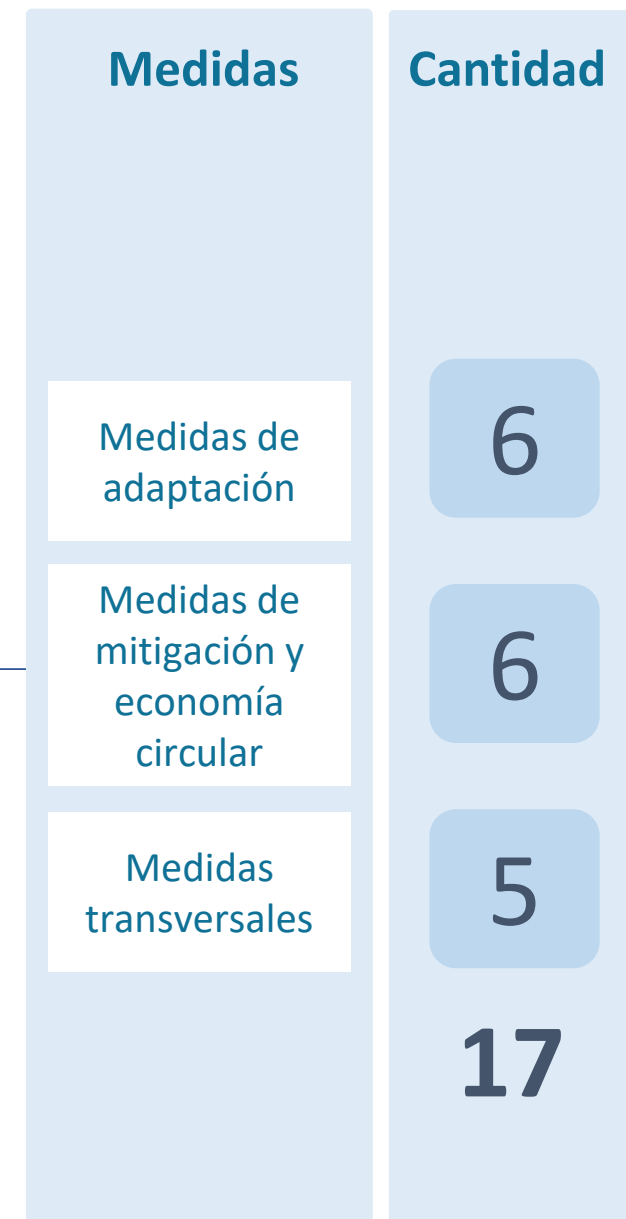 Medidas Cantidad
Medidas de
adaptación
6
Medidas de
mitigación y
economía
circular
6
Medidas
transversales
5
17